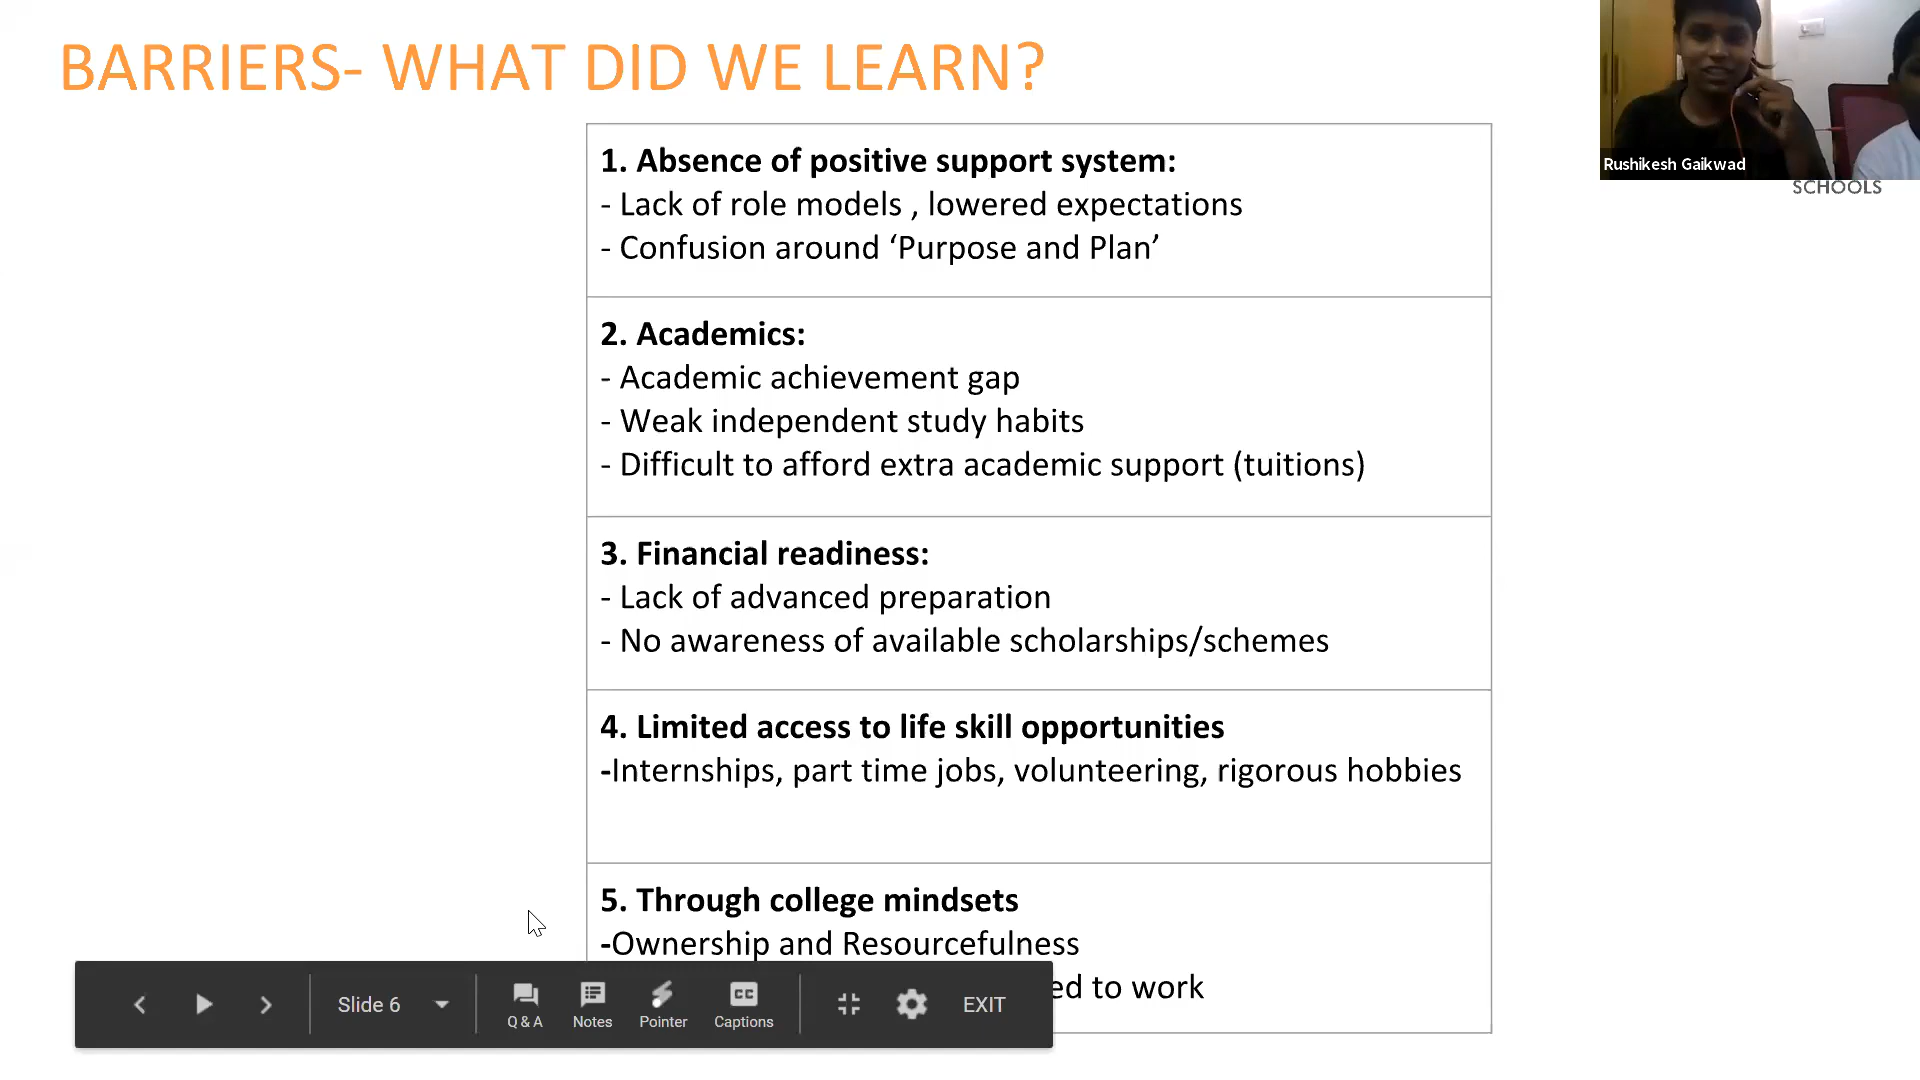 BARRIERS- WHAT DID WE LEARN?
1. Absence of positive support system:
- Lack of role models , lowered expectations
- Confusion around ‘Purpose and Plan’
2. Academics:
- Academic achievement gap
- Weak independent study habits
- Difficult to afford extra academic support (tuitions)
3. Financial readiness:
- Lack of advanced preparation
- No awareness of available scholarships/schemes
4. Limited access to life skill opportunities
-Internships, part time jobs, volunteering, rigorous hobbies
5. Through college mindsets
-Ownership and Resourcefulness
to work
Rushikesh Gaikwad
SCHOOLS
Slide 6
Q & A
Notes
Pointer
CC
Captions
EXIT